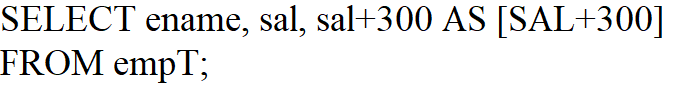 SELECT ename, sal, sal+300 AS [SAL+300]
FROM empT;